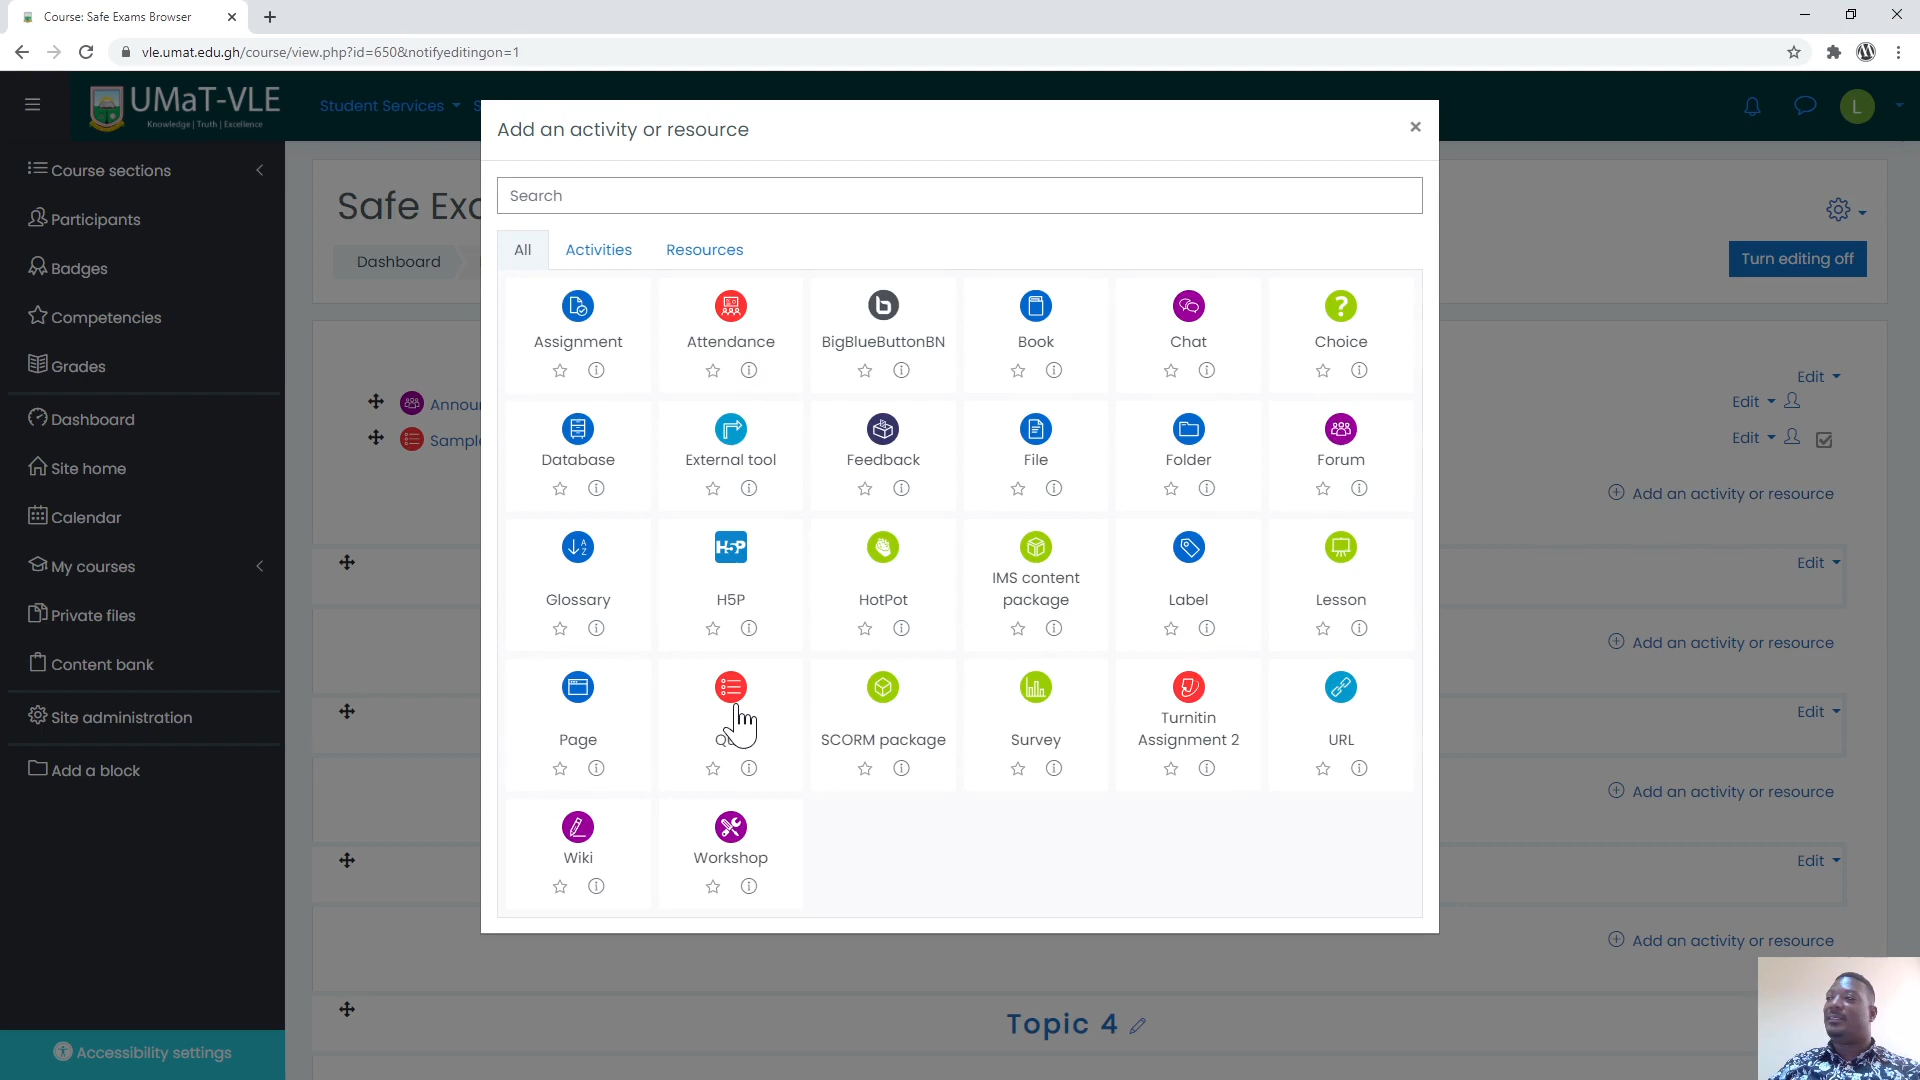 Course: Safe Exams Browser
vle.umat.edu.gh/course/view.php?id=650&notifyeditingon=1
UMaT-VLE
Knowledge | Truth | Excellence
Student Services
S
L
Add an activity or resource
Search
All
Activities
Resources
Course sections
Participants
Badges
Competencies
Grades
Dashboard
Site home
Calendar
My courses
Private files
Content bank
Site administration
Add a block
Accessibility settings
Safe Exa
Dashboard
Turn editing off
Announ
Sample
Assignment
Attendance
BigBlueButtonBN
Book
Chat
Choice
Database
External tool
Feedback
File
Folder
Forum
Glossary
H5P
H5P
HotPot
IMS content
package
Label
Lesson
Page
SCORM package
Survey
Turnitin
Assignment 2
URL
Wiki
Workshop
Edit
Edit
Edit
Add an activity or resource
Edit
Add an activity or resource
Edit
Add an activity or resource
Edit
Add an activity or resource
Topic 4